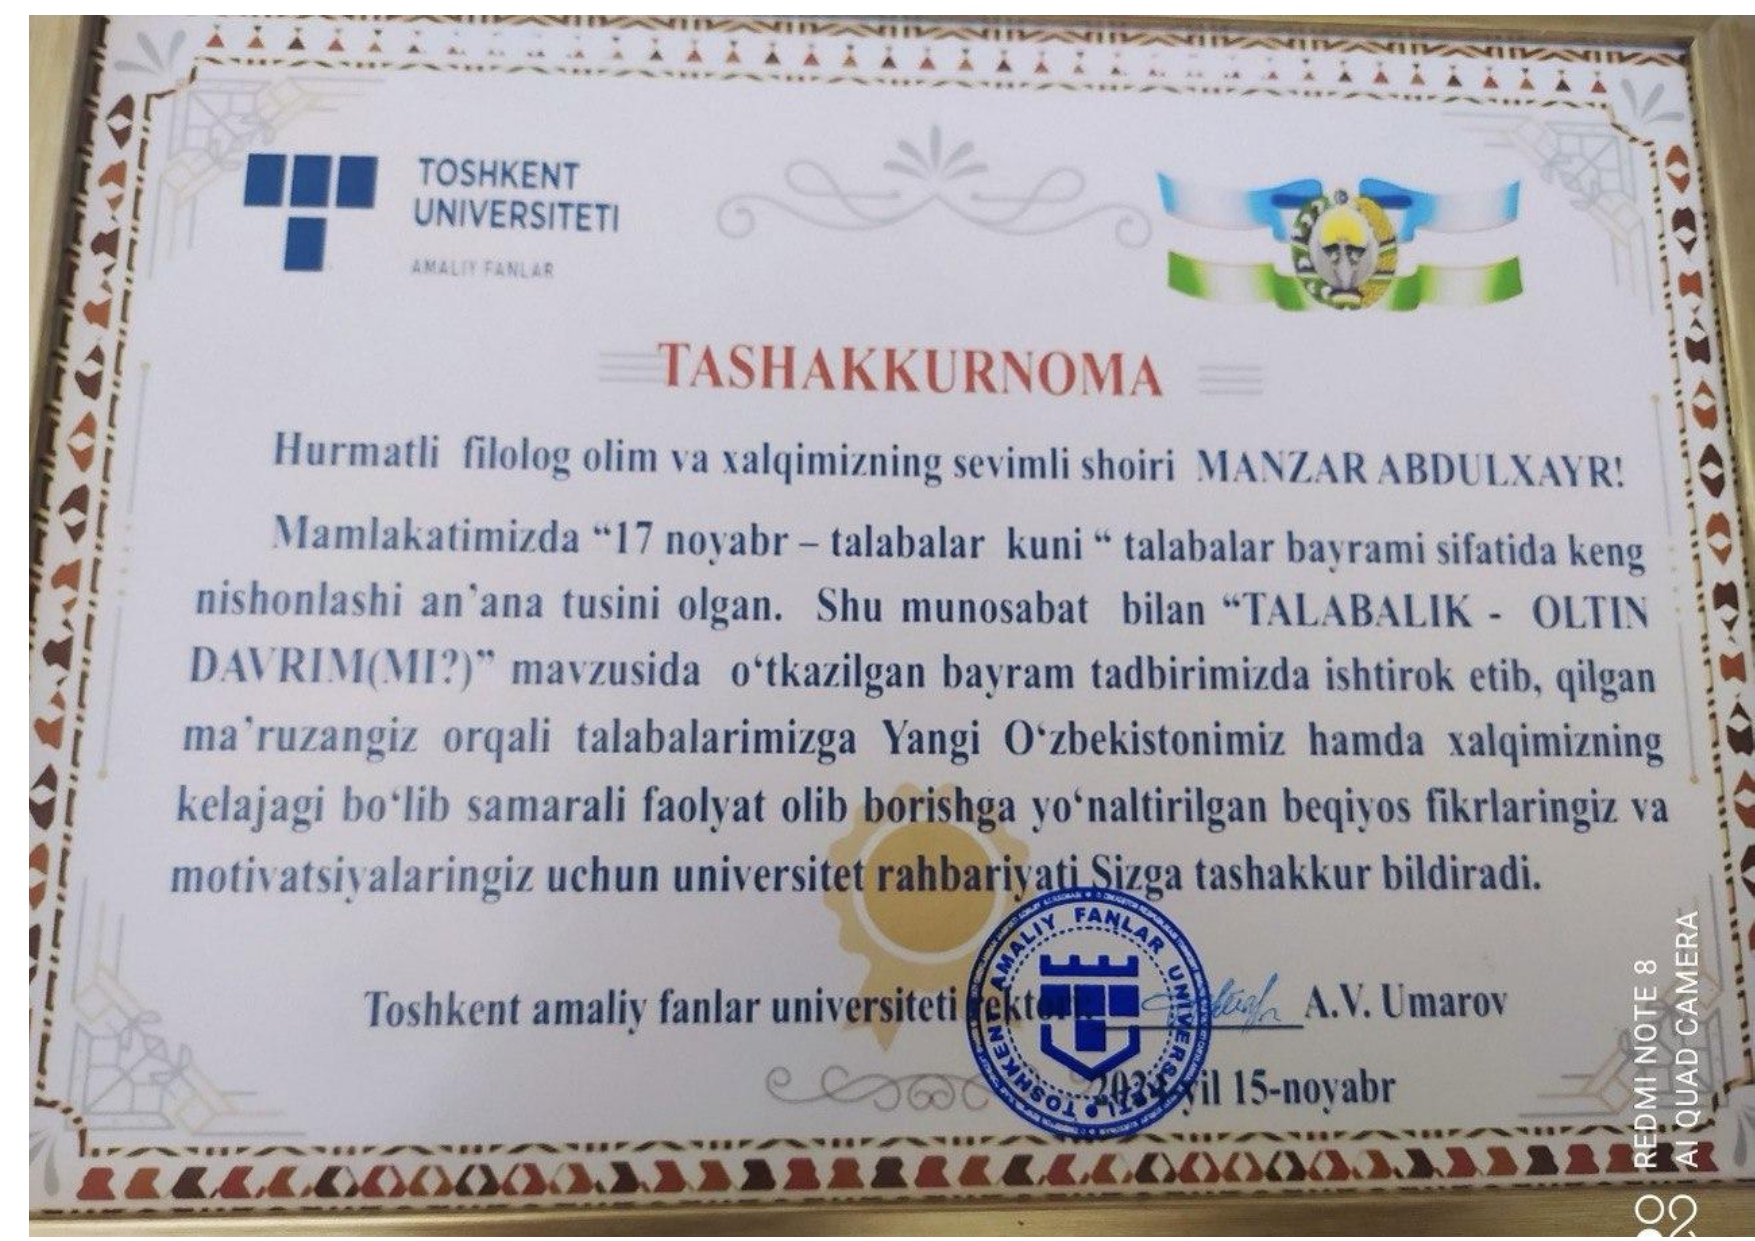 TOSHKENT
UNIVERSITETI
AMALIY FANLAR
TASHAKKURNOMA
Hurmatli filolog olim va xalqimizning sevimli shoiri MANZAR ABDULXAYR!
Mamlakatimizda “17 noyabr – talabalar kuni “ talabalar bayrami sifatida keng
nishonlashi an’ana tusini olgan. Shu munosabat bilan “TALABALIK - OLTIN
DAVRIM(MI?)” mavzusida o‘tkazilgan bayram tadbirimizda ishtirok etib, qilgan
ma’ruzangiz orqali talabalarimizga Yangi O‘zbekistonimiz hamda xalqimizning
kelajagi bo‘lib samarali faolyat olib borishga yo‘naltirilgan beqiyos fikrlaringiz va
motivatsiyalaringiz uchun universitet rahbariyati Sizga tashakkur bildiradi.
Toshkent amaliy fanlar universiteti rektori: A.V. Umarov
yil 15-noyabr
TOSHKENT AMALIY FANLAR UNIVERSITETI
REDMI NOTE 8
AI QUAD CAMERA